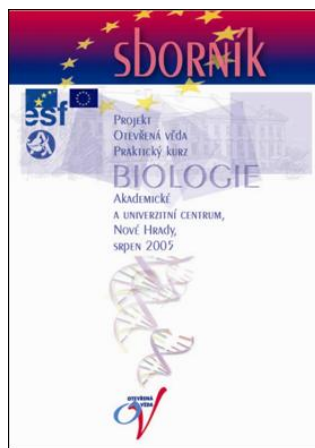 sborník
esf
Projekt
Otevřená věda
Praktický kurz
BIOLOGIE
Akademické
a univerzitní centrum,
Nové Hrady,
srpen 2005
OTEVŘENÁ
VĚDA